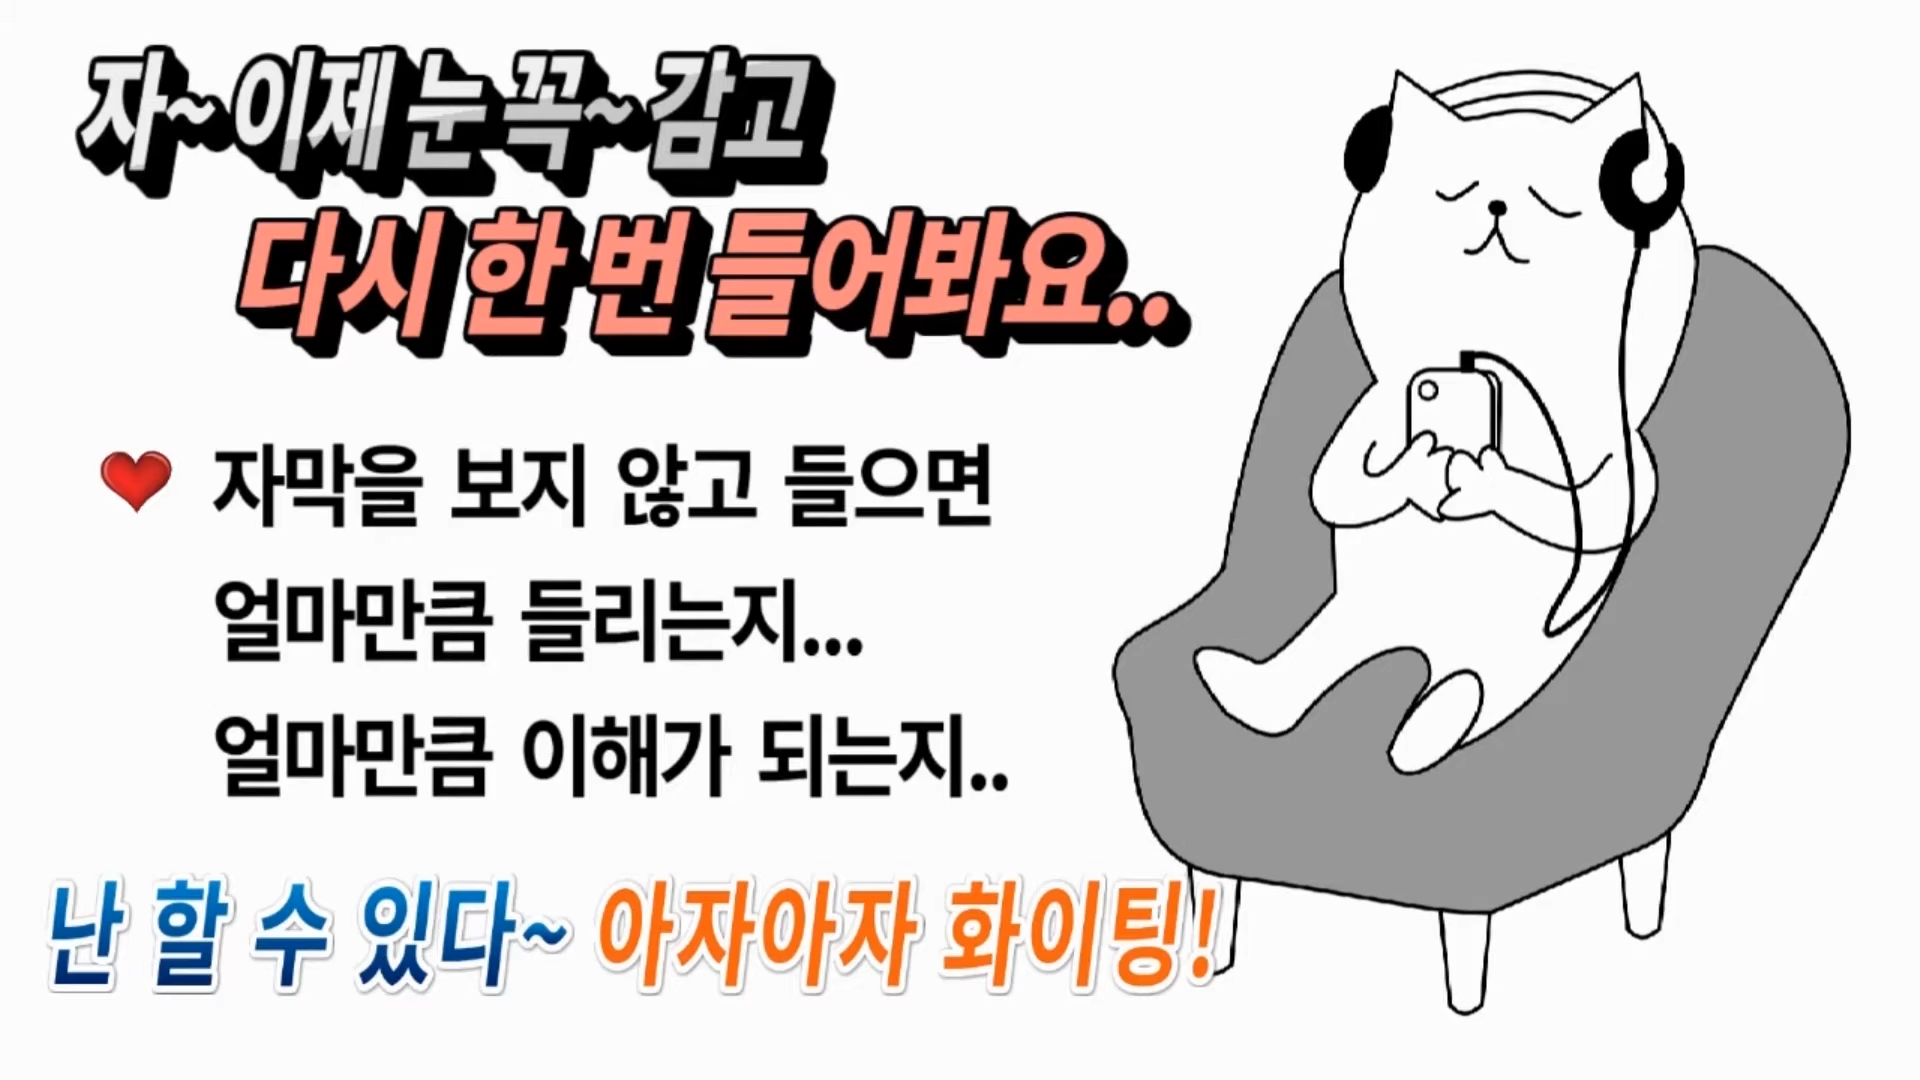 자~ 이제 눈 꼭~ 감고
다시 한 번 들어봐요..
자막을 보지 않고 들으면
얼마만큼 들리는지...
얼마만큼 이해가 되는지..
난 할 수 있다~ 아자아자 화이팅!